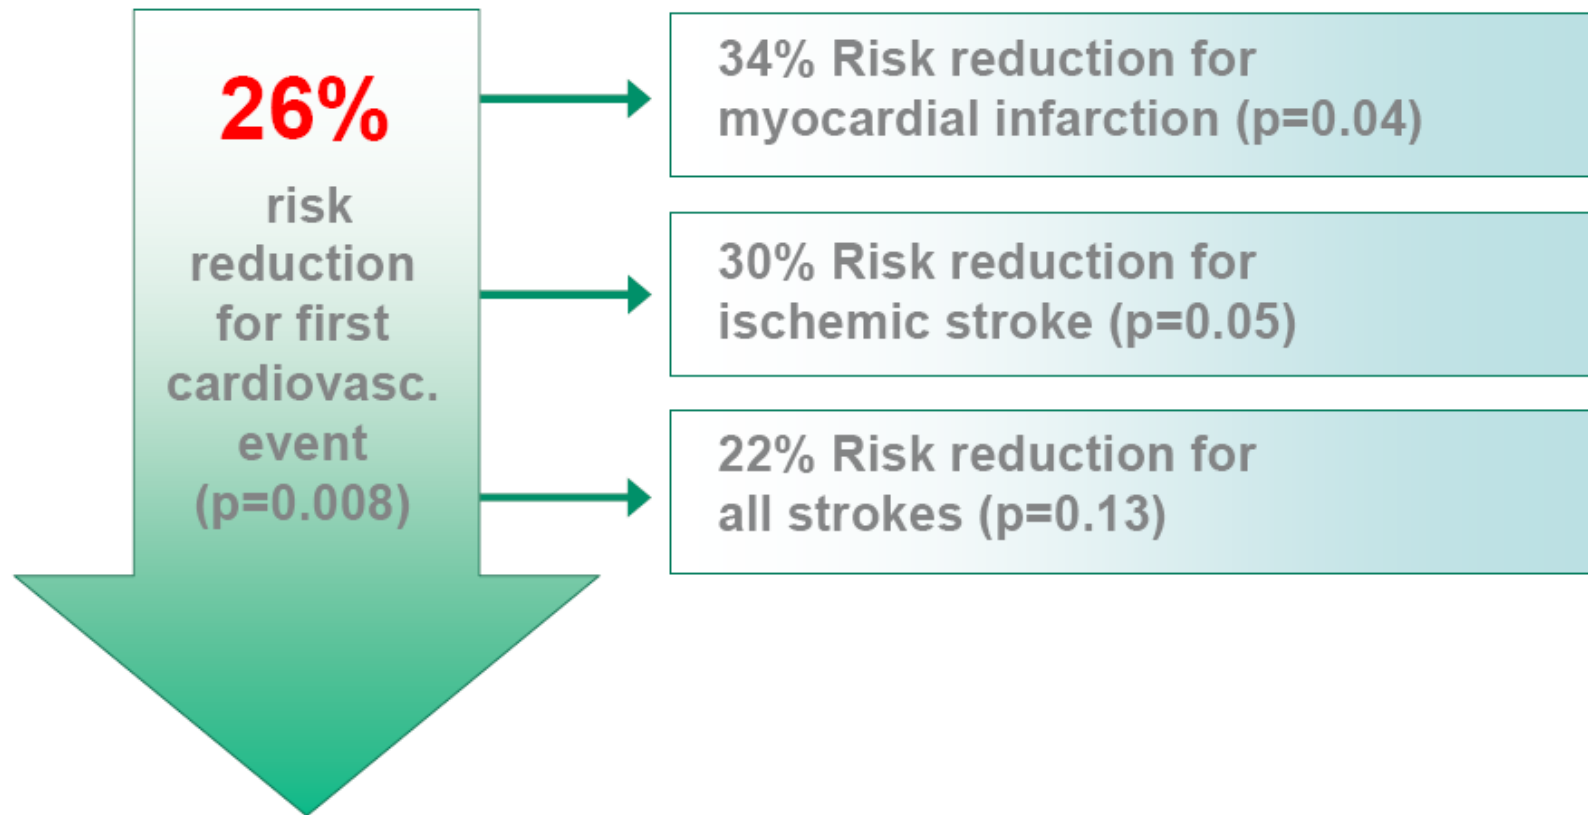 26%
risk
reduction
for first
cardiovasc.
event
(p=0.008)
34% Risk reduction for
myocardial infarction (p=0.04)
30% Risk reduction for
ischemic stroke (p=0.05)
22% Risk reduction for
all strokes (p=0.13)